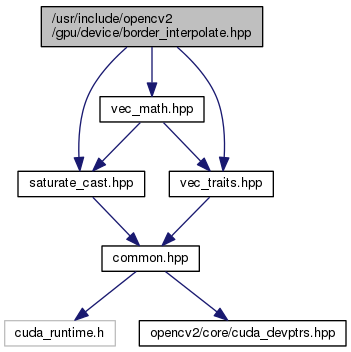 /usr/include/opencv2
/gpu/device/border_interpolate.hpp
vec_math.hpp
saturate_cast.hpp
vec_traits.hpp
common.hpp
cuda_runtime.h
opencv2/core/cuda_devptrs.hpp